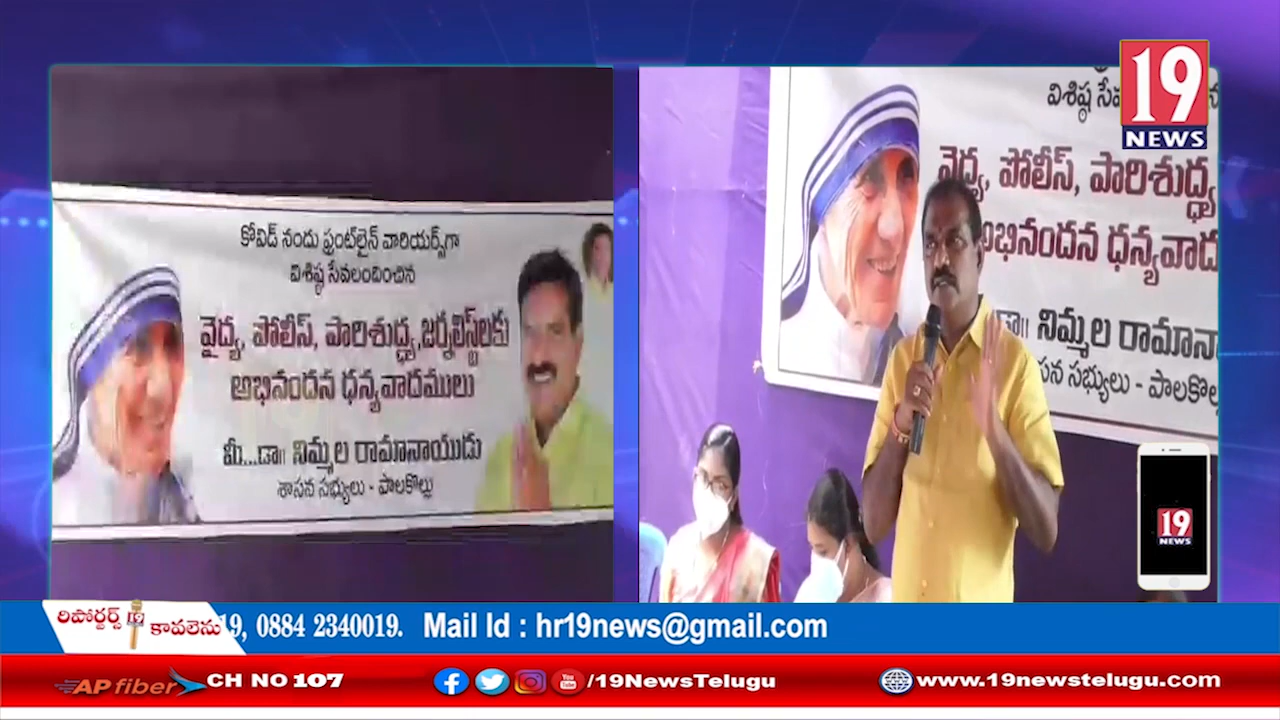 19
NEWS
కోవిడ్ నందు ఫ్రంట్‌లైన్ వారియర్స్‌గా
విశిష్ఠ సేవలందించిన
వైద్య, పోలీస్, పారిశుద్ధ్య,జర్నలిస్ట్‌లకు
అభినందన ధన్యవాదములు
మీ...డా|| నిమ్మల రామానాయుడు
శాసన సభ్యులు - పాలకొల్లు
విశిష్ఠ
వైద్య, పోలీస్, పారిశుద్ధ్య
అభినందన ధన్యవాద
డా|| నిమ్మల రామానా
సన సభ్యులు - పాలకొల్లు
19
NEWS
రిపోర్టర్స్ 19 కావలెను
19, 0884 2340019. Mail Id : hr19news@gmail.com
AP fiber CH NO 107 /19NewsTelugu www.19newstelugu.com